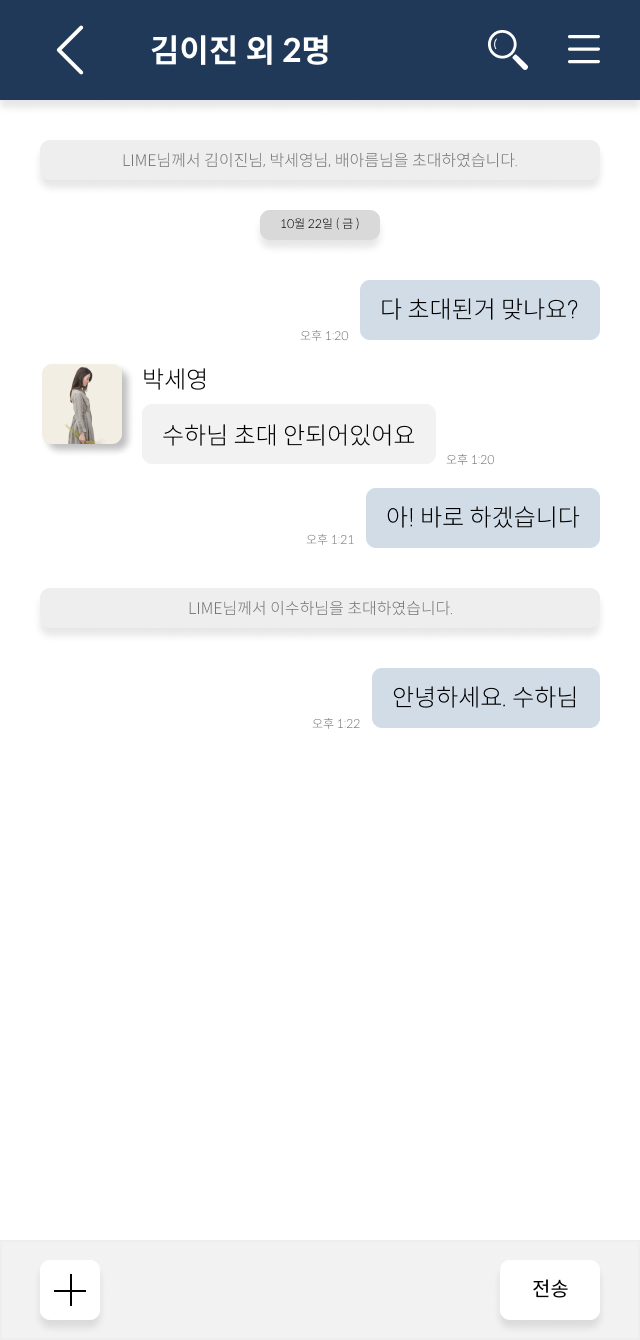 김이진 외 2명
LIME님께서 김이진님, 박세영님, 배아름님을 초대하였습니다.
10월 22일 ( 금 )
다 초대된거 맞나요?
오후 1:20
박세영
수하님 초대 안되어있어요
오후 1:20
아! 바로 하겠습니다
오후 1:21
LIME님께서 이수하님을 초대하였습니다.
안녕하세요. 수하님
오후 1:22
전송